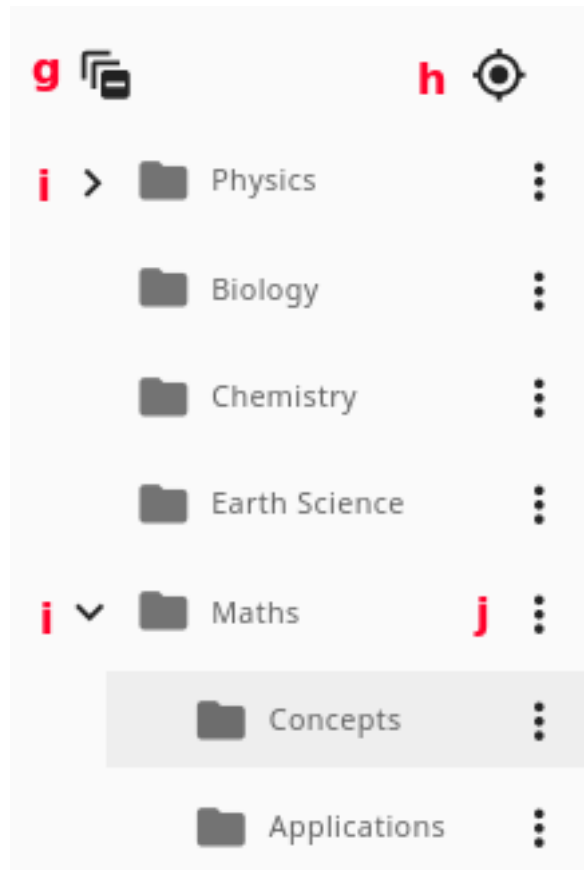 g h
i Physics
Biology
Chemistry
Earth Science
i Maths j
Concepts
Applications